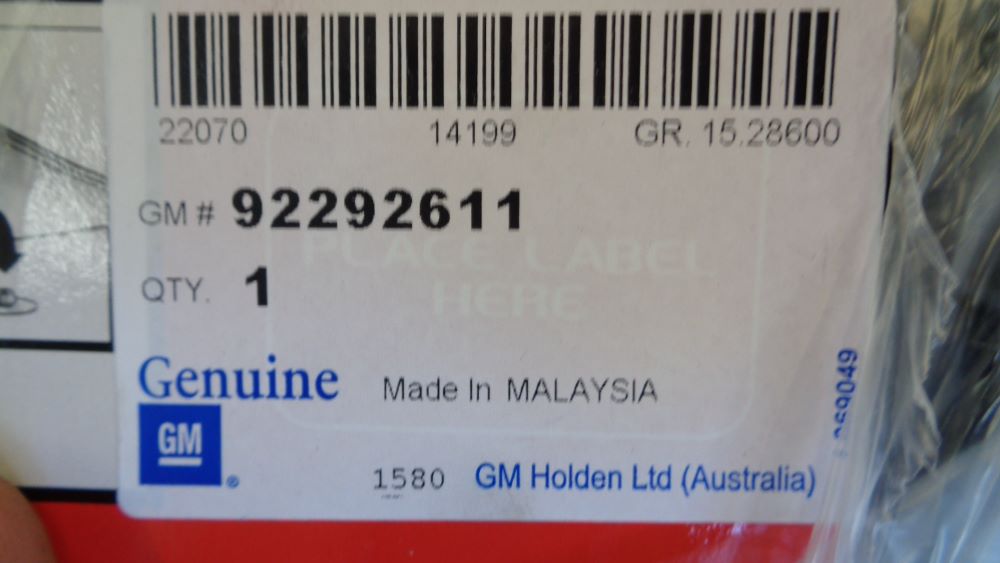 22070 14199 GR. 15.28600
GM # 92292611
PLACE LABEL
HERE
QTY. 1
Genuine Made In MALAYSIA
GM
1580 GM Holden Ltd (Australia)